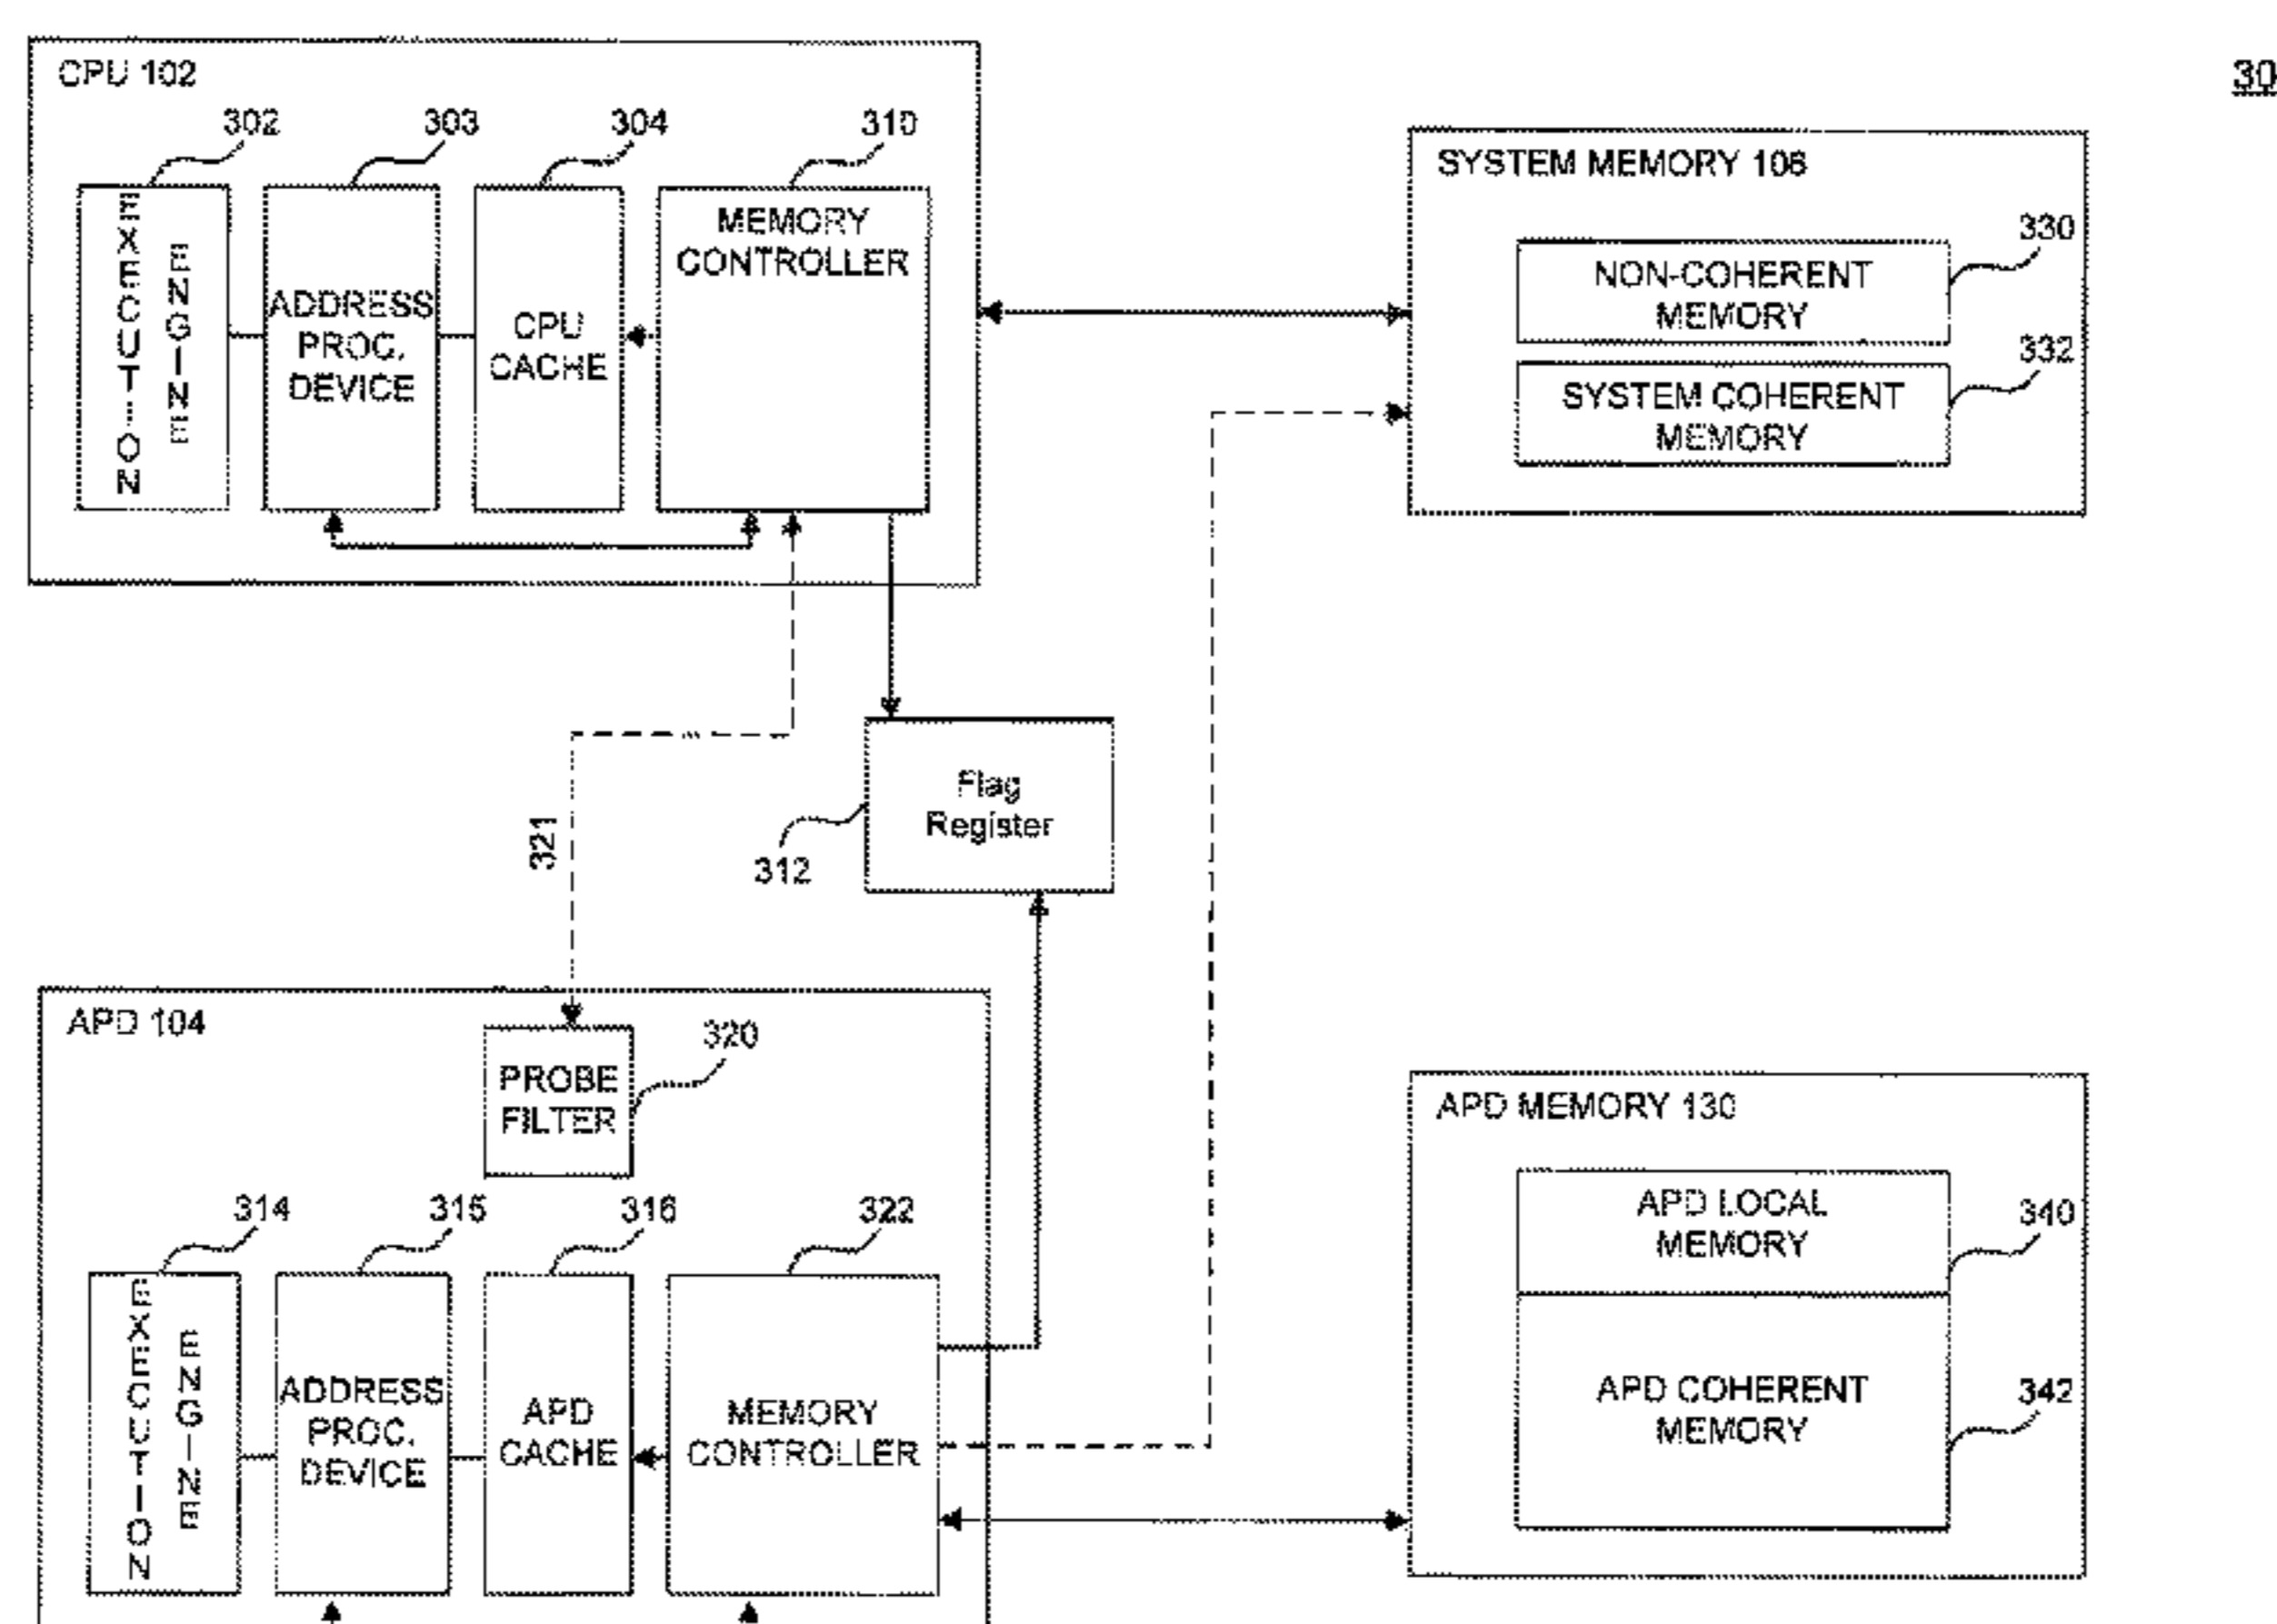 CPU 102
30
302
303
304
310
EXECUTION
ENGINE
ADDRESS
PROC.
DEVICE
CPU
CACHE
MEMORY
CONTROLLER
SYSTEM MEMORY 106
NON-COHERENT
MEMORY
330
SYSTEM COHERENT
MEMORY
332
321
Flag
Register
312
APD 104
PROBE
FILTER
320
314
315
316
322
EXECUTION
ENGINE
ADDRESS
PROC.
DEVICE
APD
CACHE
MEMORY
CONTROLLER
APD MEMORY 130
APD LOCAL
MEMORY
340
APD COHERENT
MEMORY
342